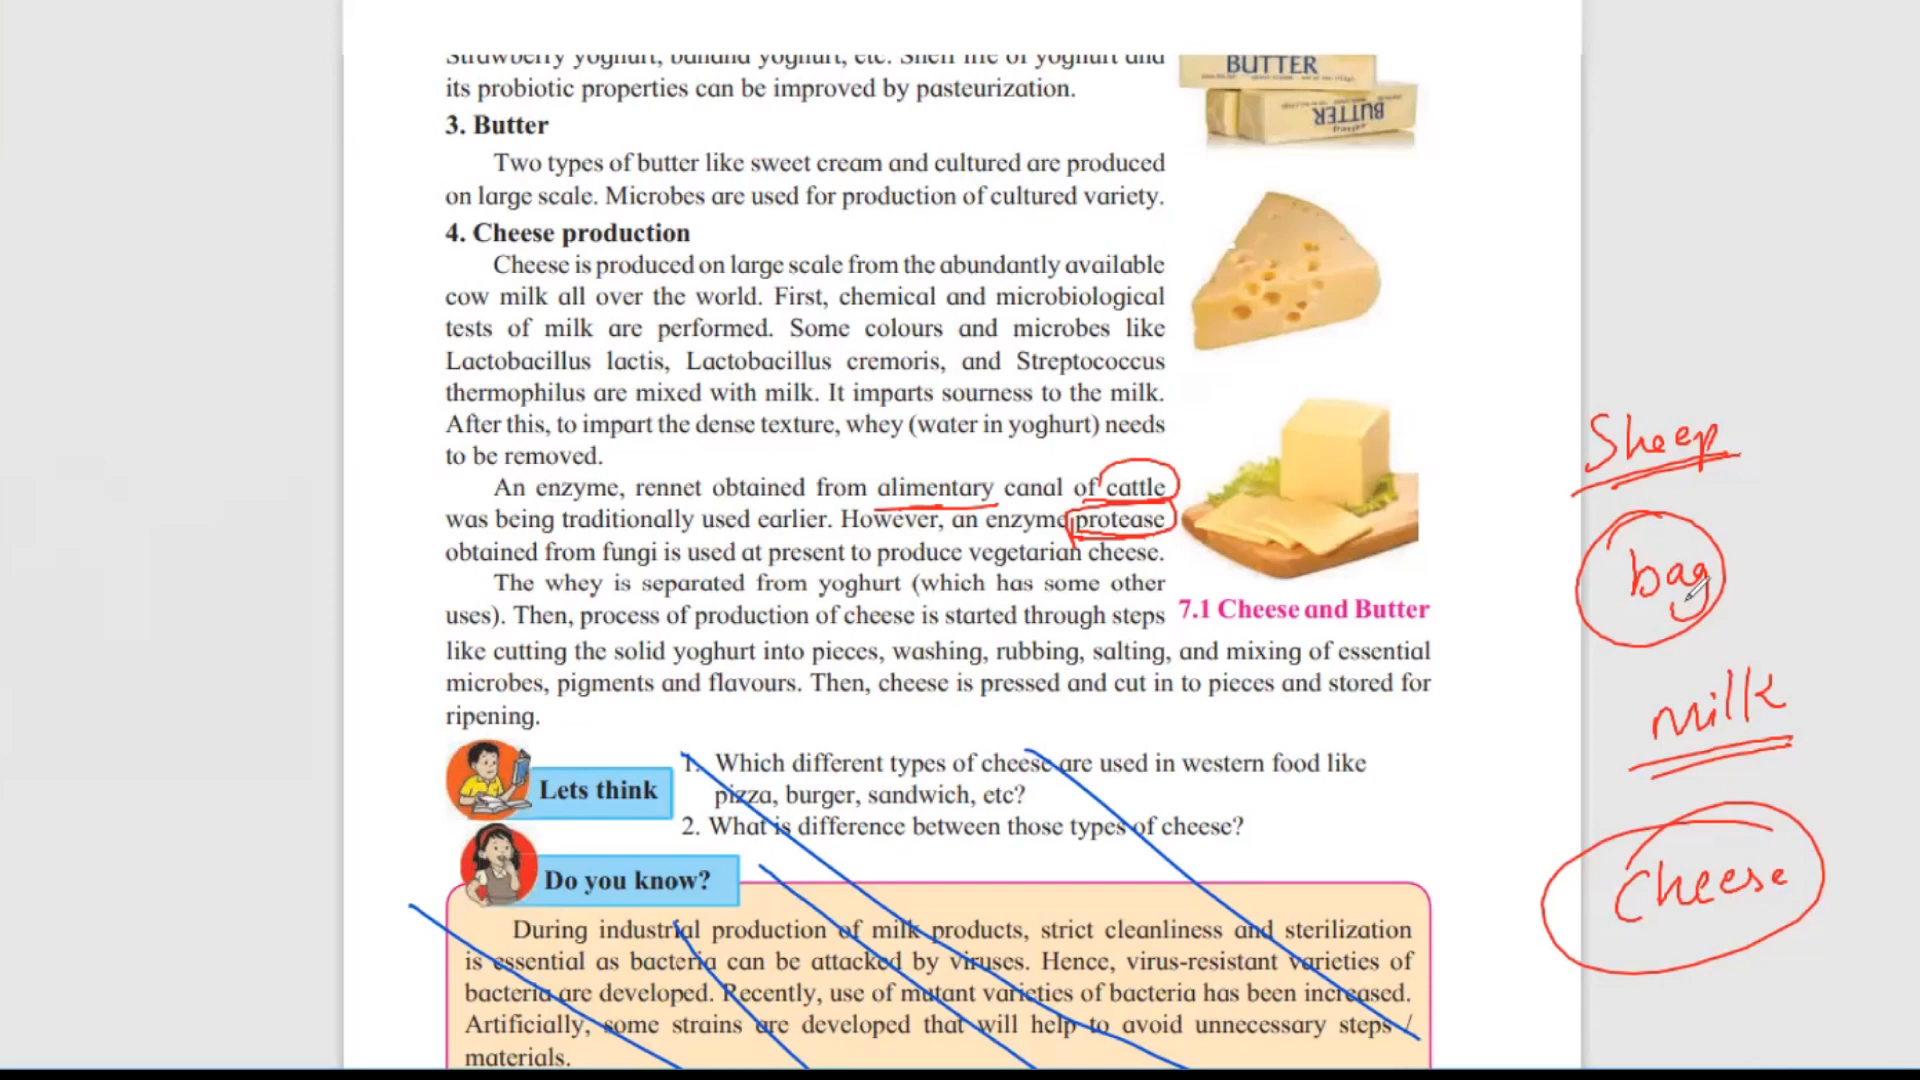 Strawberry yoghurt, banana yoghurt, etc. Shelf life of yoghurt and
its probiotic properties can be improved by pasteurization.
3. Butter
Two types of butter like sweet cream and cultured are produced
on large scale. Microbes are used for production of cultured variety.
4. Cheese production
Cheese is produced on large scale from the abundantly available
cow milk all over the world. First, chemical and microbiological
tests of milk are performed. Some colours and microbes like
Lactobacillus lactis, Lactobacillus cremoris, and Streptococcus
thermophilus are mixed with milk. It imparts sourness to the milk.
After this, to impart the dense texture, whey (water in yoghurt) needs
to be removed.
An enzyme, rennet obtained from alimentary canal of cattle
was being traditionally used earlier. However, an enzyme protease
obtained from fungi is used at present to produce vegetarian cheese.
The whey is separated from yoghurt (which has some other
uses). Then, process of production of cheese is started through steps
like cutting the solid yoghurt into pieces, washing, rubbing, salting, and mixing of essential
microbes, pigments and flavours. Then, cheese is pressed and cut in to pieces and stored for
ripening.
BUTTER
BUTTER
7.1 Cheese and Butter
Sheep
bag
milk
Cheese
Lets think
1. Which different types of cheese are used in western food like
pizza, burger, sandwich, etc?
2. What is difference between those types of cheese?
Do you know?
During industrial production of milk products, strict cleanliness and sterilization
is essential as bacteria can be attacked by viruses. Hence, virus-resistant varieties of
bacteria are developed. Recently, use of mutant varieties of bacteria has been increased.
Artificially, some strains are developed that will help to avoid unnecessary steps /
materials.